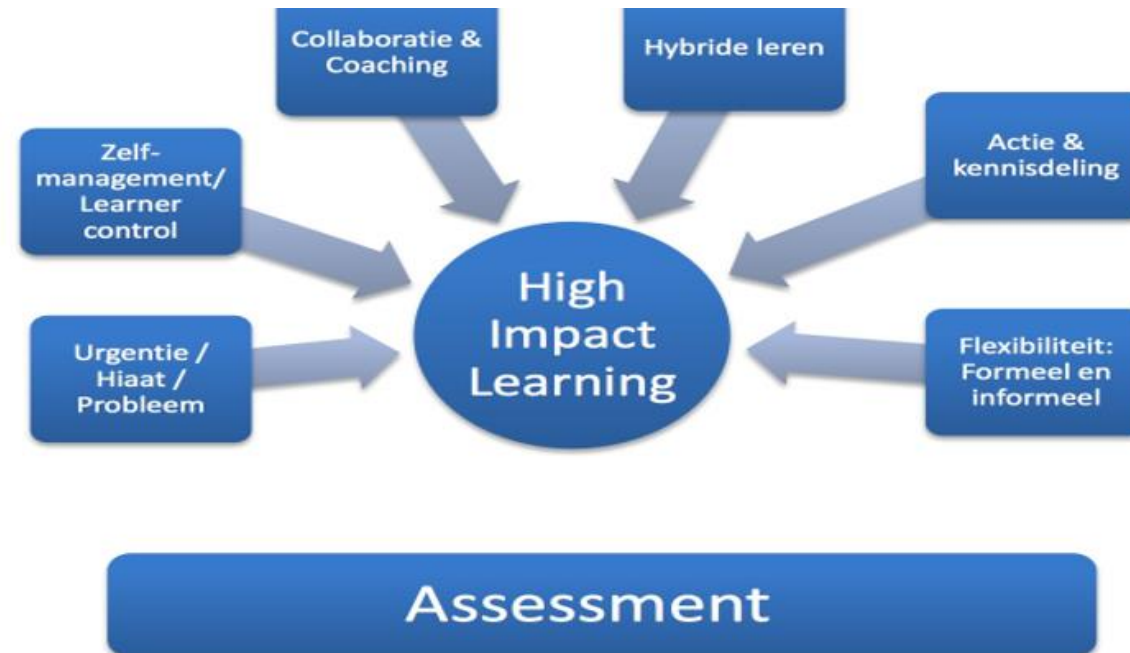 Collaboratie &
Coaching
Hybride leren
Zelf-
management/
Learner
control
Actie &
kennisdeling
High
Impact
Learning
Urgentie /
Hiaat /
Probleem
Flexibiliteit:
Formeel en
informeel
Assessment